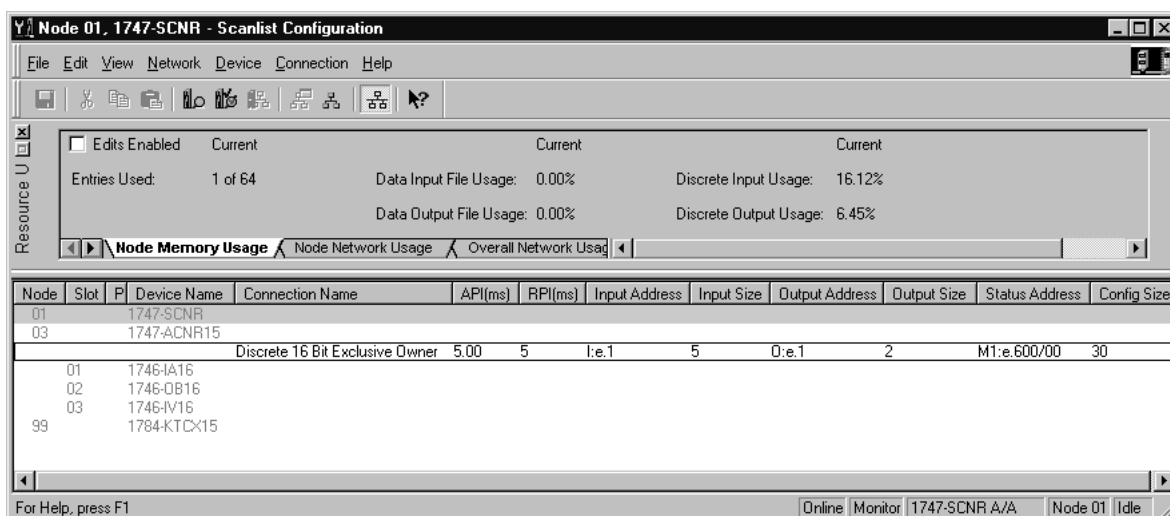 Node 01, 1747-SCNR - Scanlist Configuration
File Edit View Network Device Connection Help
Resource U
Edits Enabled Current Current Current
Entries Used: 1 of 64 Data Input File Usage: 0.00% Discrete Input Usage: 16.12%
Data Output File Usage: 0.00% Discrete Output Usage: 6.45%
Node Memory Usage Node Network Usage Overall Network Usag
Node Slot P Device Name Connection Name API(ms) RPI(ms) Input Address Input Size Output Address Output Size Status Address Config Size
01 1747-SCNR
03 1747-ACNR15
Discrete 16 Bit Exclusive Owner 5.00 5 I:e.1 5 O:e.1 2 M1:e.600/00 30
01 1746-IA16
02 1746-OB16
03 1746-IV16
99 1784-KTCX15
For Help, press F1 Online Monitor 1747-SCNR A/A Node 01 Idle